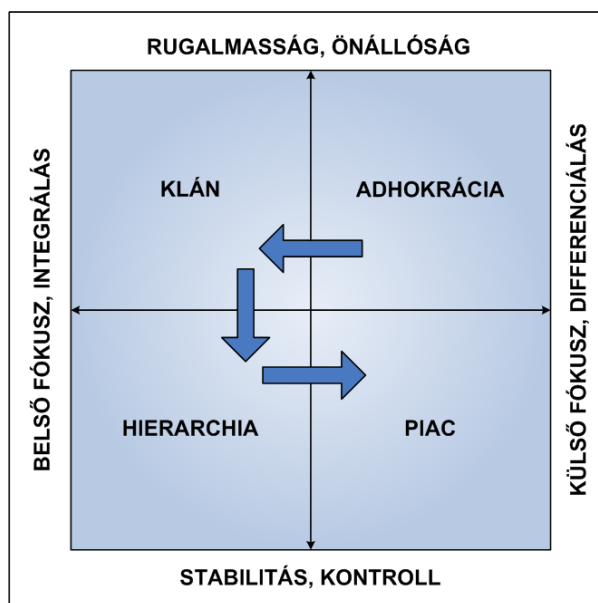 RUGALMASSÁG, ÖNÁLLÓSÁG
BELSŐ FÓKUSZ, INTEGRÁLÁS
KLÁN
ADHOKRÁCIA
KÜLSŐ FÓKUSZ, DIFFERENCIÁLÁS
HIERARCHIA
PIAC
STABILITÁS, KONTROLL